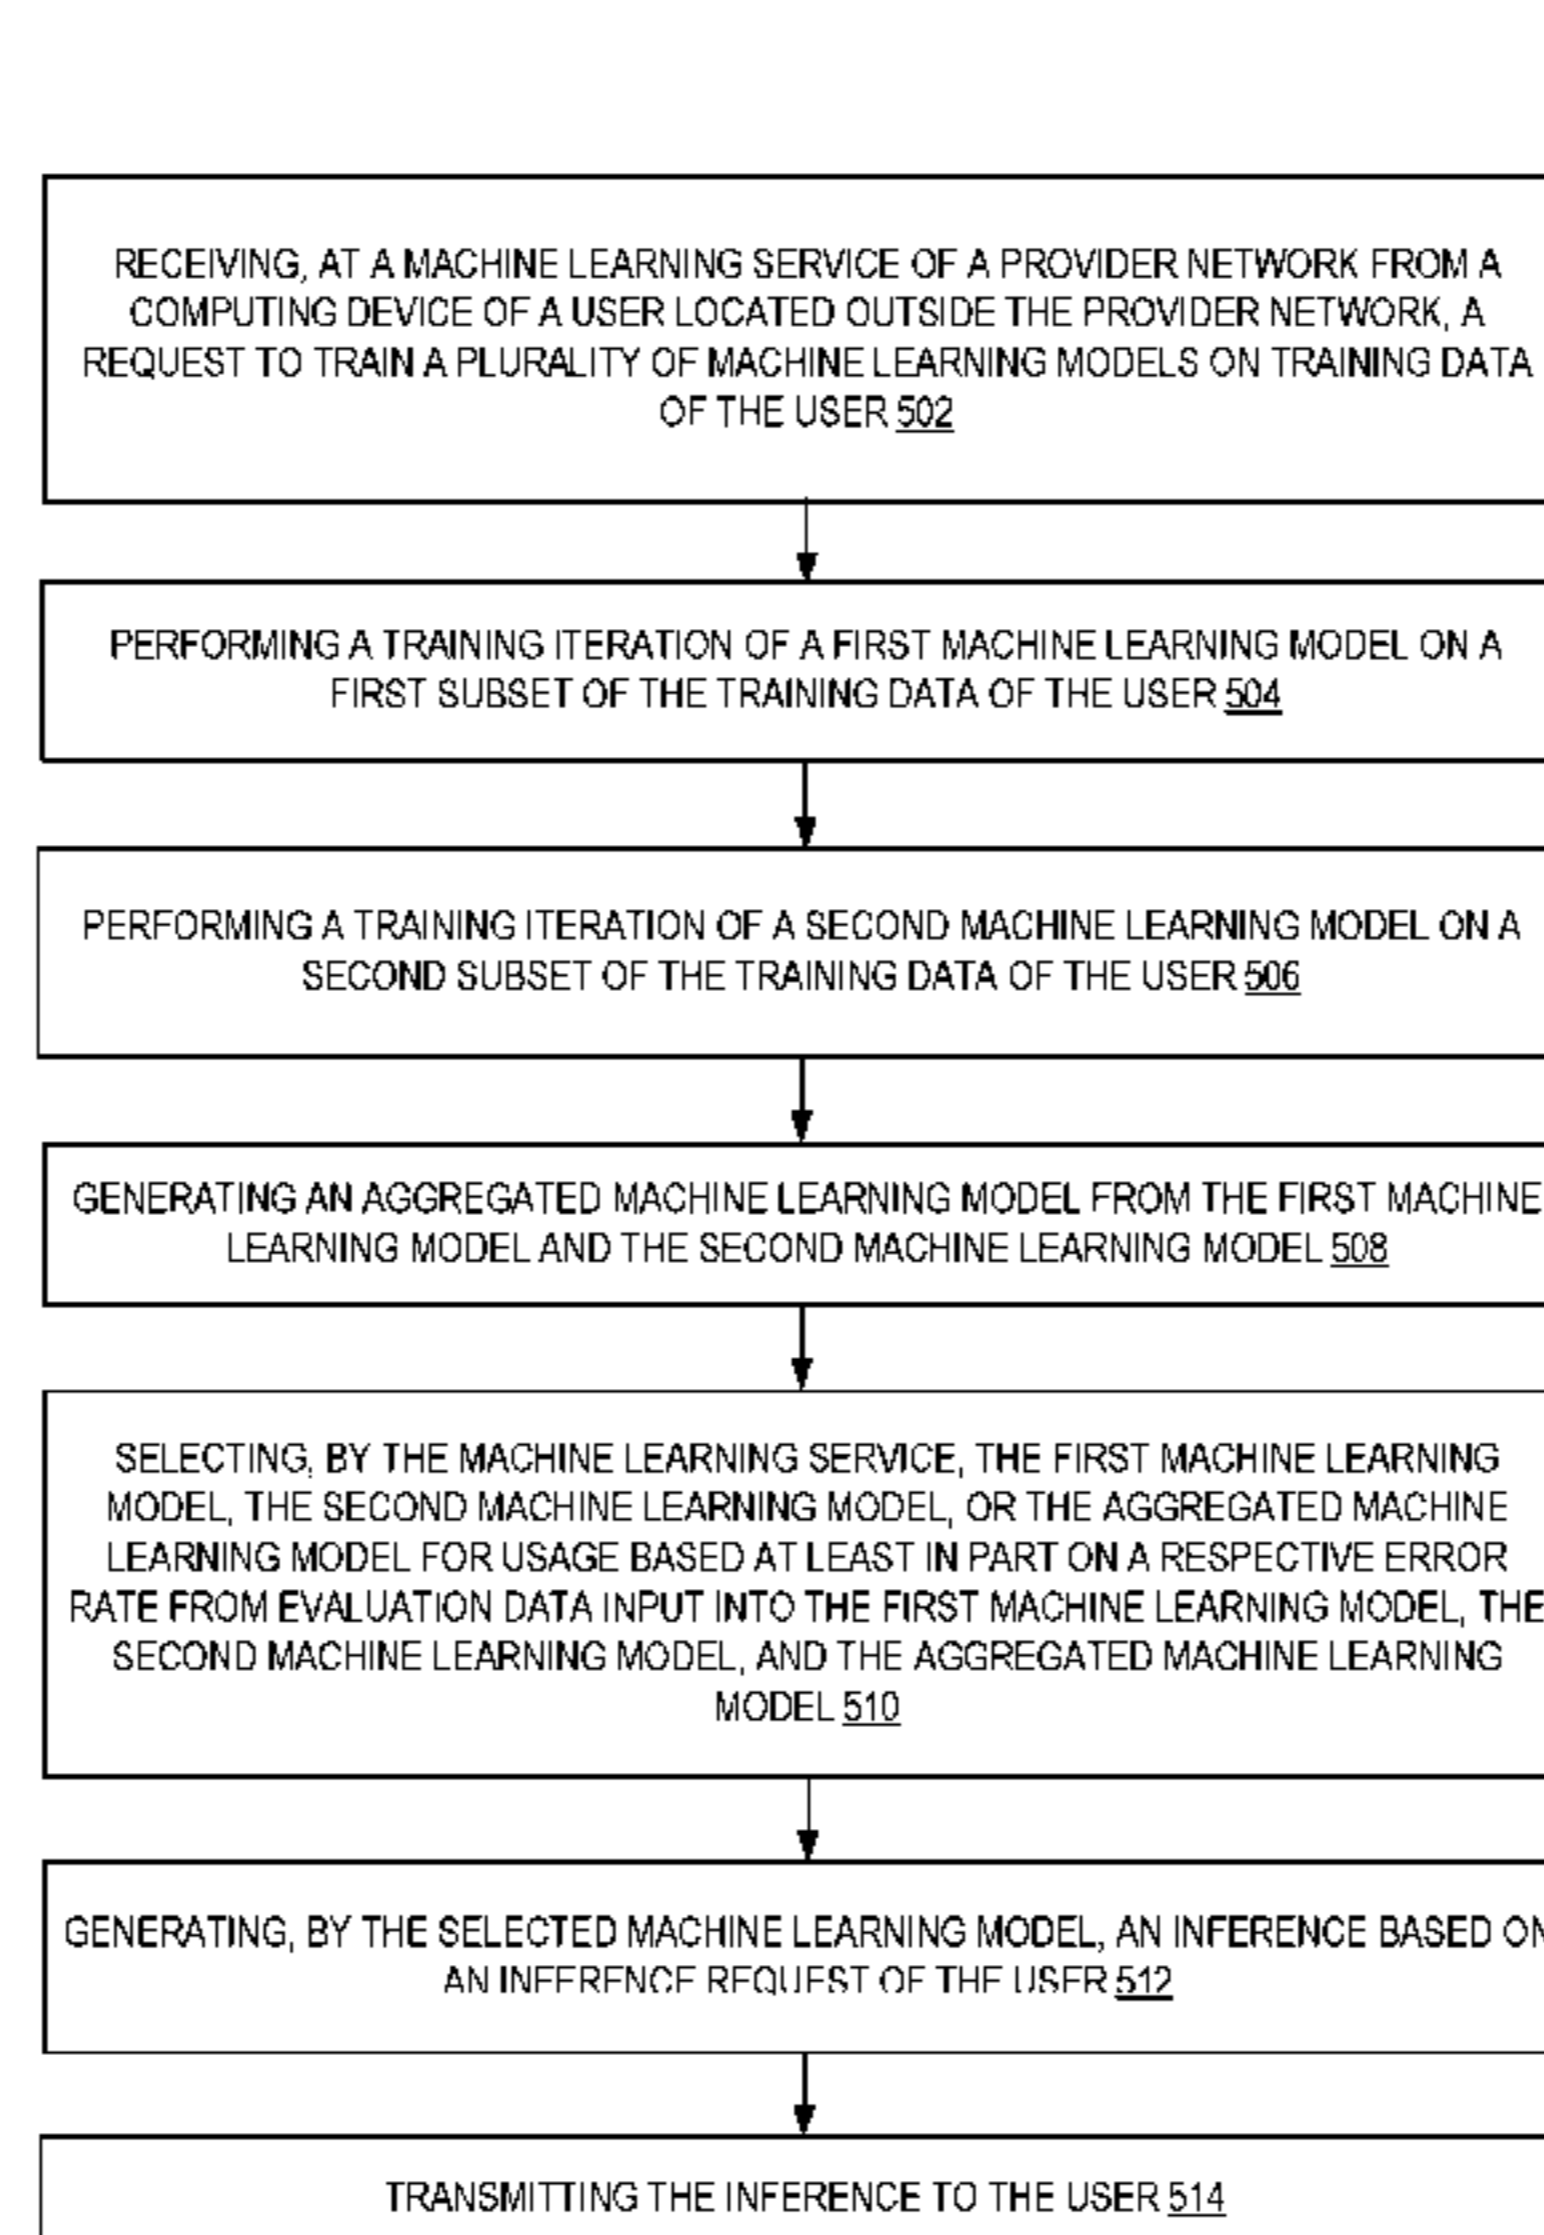 RECEIVING, AT A MACHINE LEARNING SERVICE OF A PROVIDER NETWORK FROM A
COMPUTING DEVICE OF A USER LOCATED OUTSIDE THE PROVIDER NETWORK, A
REQUEST TO TRAIN A PLURALITY OF MACHINE LEARNING MODELS ON TRAINING DATA
OF THE USER 502
PERFORMING A TRAINING ITERATION OF A FIRST MACHINE LEARNING MODEL ON A
FIRST SUBSET OF THE TRAINING DATA OF THE USER 504
PERFORMING A TRAINING ITERATION OF A SECOND MACHINE LEARNING MODEL ON A
SECOND SUBSET OF THE TRAINING DATA OF THE USER 506
GENERATING AN AGGREGATED MACHINE LEARNING MODEL FROM THE FIRST MACHINE
LEARNING MODEL AND THE SECOND MACHINE LEARNING MODEL 508
SELECTING, BY THE MACHINE LEARNING SERVICE, THE FIRST MACHINE LEARNING
MODEL, THE SECOND MACHINE LEARNING MODEL, OR THE AGGREGATED MACHINE
LEARNING MODEL FOR USAGE BASED AT LEAST IN PART ON A RESPECTIVE ERROR
RATE FROM EVALUATION DATA INPUT INTO THE FIRST MACHINE LEARNING MODEL, THE
SECOND MACHINE LEARNING MODEL, AND THE AGGREGATED MACHINE LEARNING
MODEL 510
GENERATING, BY THE SELECTED MACHINE LEARNING MODEL, AN INFERENCE BASED ON
AN INFERENCE REQUEST OF THE USER 512
TRANSMITTING THE INFERENCE TO THE USER 514